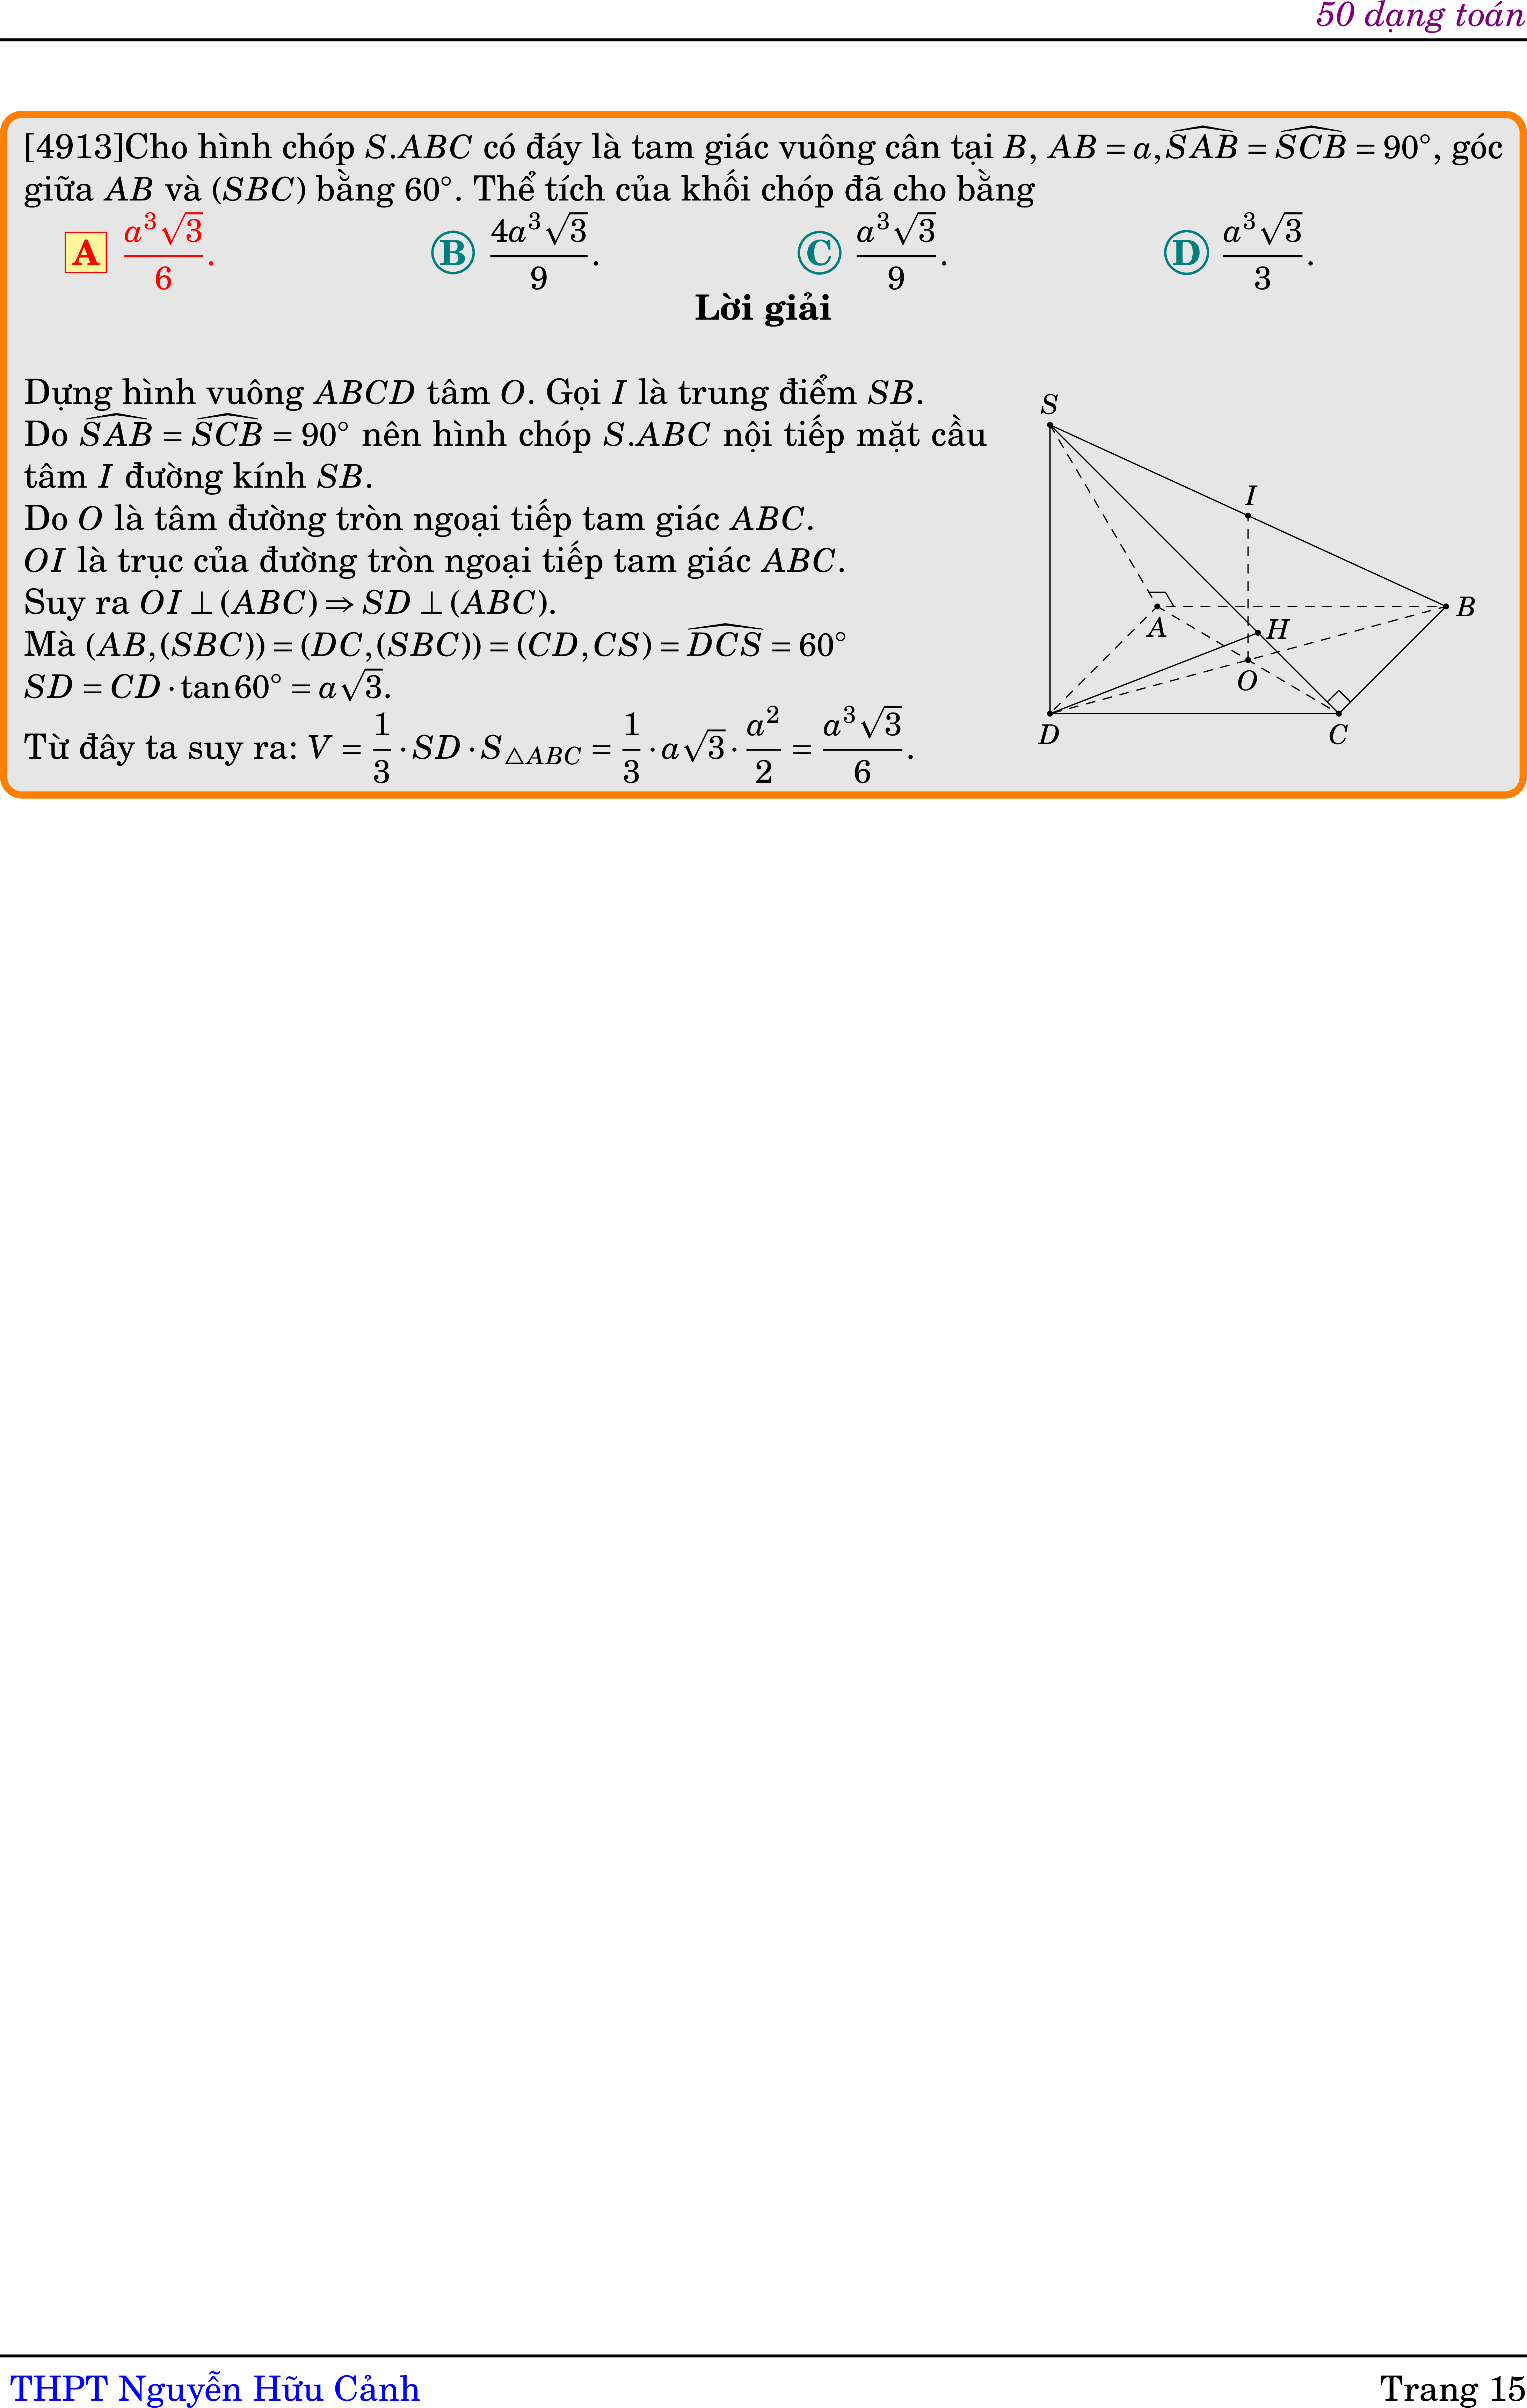 50 dạng toán
[4913]Cho hình chóp S.ABC có đáy là tam giác vuông cân tại B, AB = a, $\widehat{SAB} = \widehat{SCB} = 90^\circ$, góc
giữa AB và (SBC) bằng 60°. Thể tích của khối chóp đã cho bằng
A $\frac{a^3\sqrt{3}}{6}$. B $\frac{4a^3\sqrt{3}}{9}$. C $\frac{a^3\sqrt{3}}{9}$. D $\frac{a^3\sqrt{3}}{3}$.
Lời giải
Dựng hình vuông ABCD tâm O. Gọi I là trung điểm SB.
Do $\widehat{SAB} = \widehat{SCB} = 90^\circ$ nên hình chóp S.ABC nội tiếp mặt cầu
tâm I đường kính SB.
Do O là tâm đường tròn ngoại tiếp tam giác ABC.
OI là trục của đường tròn ngoại tiếp tam giác ABC.
Suy ra OI ⊥ (ABC) ⇒ SD ⊥ (ABC).
Mà (AB,(SBC)) = (DC,(SBC)) = (CD,CS) = $\widehat{DCS}$ = 60°
SD = CD · tan 60° = a√3.
Từ đây ta suy ra: $V = \frac{1}{3} \cdot SD \cdot S_{\triangle ABC} = \frac{1}{3} \cdot a\sqrt{3} \cdot \frac{a^2}{2} = \frac{a^3\sqrt{3}}{6}$.
S
I
B
A
H
O
D
C
THPT Nguyễn Hữu Cảnh
Trang 15